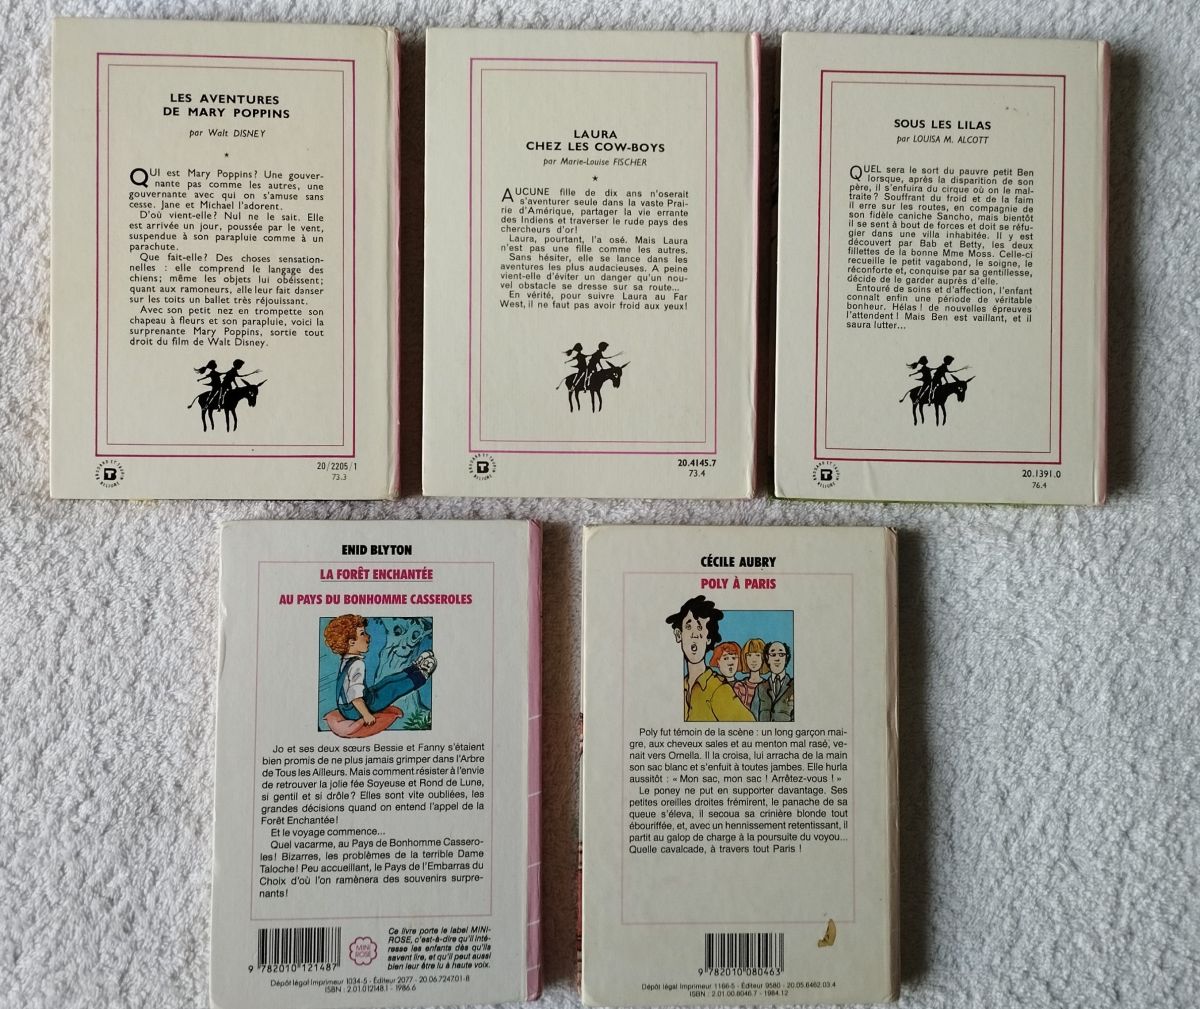 LES AVENTURES
DE MARY POPPINS
par Walt DISNEY
★
QUI est Mary Poppins? Une gouver-
nante pas comme les autres, une
gouvernante avec qui on s'amuse sans
cesse. Jane et Michael l'adorent.
D'où vient-elle? Nul ne le sait. Elle
est arrivée un jour, poussée par le vent,
suspendue à son parapluie comme à un
parachute.
Que fait-elle? Des choses sensation-
nelles : elle comprend le langage des
chiens; même les objets lui obéissent;
quant aux ramoneurs, elle leur fait danser
sur les toits un ballet très réjouissant.
Avec son petit nez en trompette son
chapeau à fleurs et son parapluie, voici la
surprenante Mary Poppins, sortie tout
droit du film de Walt Disney.
BRODARD ET TAUPIN
RELIURE
20/2205/1
73.3
LAURA
CHEZ LES COW-BOYS
par Marie-Louise FISCHER
★
AUCUNE fille de dix ans n'oserait
s'aventurer seule dans la vaste Prai-
rie d'Amérique, partager la vie errante
des Indiens et traverser le rude pays des
chercheurs d'or!
Laura, pourtant, l'a osé. Mais Laura
n'est pas une fille comme les autres.
Sans hésiter, elle se lance dans les
aventures les plus audacieuses. A peine
vient-elle d'éviter un danger qu'un nou-
vel obstacle se dresse sur sa route...
En vérité, pour suivre Laura au Far
West, il ne faut pas avoir froid aux yeux!
BRODARD ET TAUPIN
RELIURE
20.4145.7
73.4
SOUS LES LILAS
par LOUISA M. ALCOTT
QUEL sera le sort du pauvre petit Ben
lorsque, après la disparition de son
père, il s'enfuira du cirque où on le mal-
traite? Souffrant du froid et de la faim
il erre sur les routes, en compagnie de
son fidèle caniche Sancho, mais bientôt
il se sent à bout de forces et doit se réfu-
gier dans une villa inhabitée. Il y est
découvert par Bab et Betty, les deux
fillettes de la bonne Mme Moss. Celle-ci
recueille le petit vagabond, le soigne, le
réconforte et, conquise par sa gentillesse,
décide de le garder auprès d'elle.
Entouré de soins et d'affection, l'enfant
connaît enfin une période de véritable
bonheur. Hélas! de nouvelles épreuves
l'attendent! Mais Ben est vaillant, et il
saura lutter...
BRODARD ET TAUPIN
RELIURE
20.1391.0
76.4
ENID BLYTON
LA FORÊT ENCHANTÉE
AU PAYS DU BONHOMME CASSEROLES
Jo et ses deux sœurs Bessie et Fanny s'étaient
bien promis de ne plus jamais grimper dans l'Arbre
de Tous les Ailleurs. Mais comment résister à l'envie
de retrouver la jolie fée Soyeuse et Rond de Lune,
si gentil et si drôle? Elles sont vite oubliées, les
grandes décisions quand on entend l'appel de la
Forêt Enchantée!
Et le voyage commence...
Quel vacarme, au Pays de Bonhomme Cassero-
les! Bizarres, les problèmes de la terrible Dame
Taloche! Peu accueillant, le Pays de l'Embarras du
Choix d'où l'on ramènera des souvenirs surpre-
nants!
9 782010 121487
MINI
ROSE
Ce livre porte le label MINI-
ROSE, c'est-à-dire qu'il inté-
resse les enfants dès qu'ils
savent lire, et qu'il peut aussi
bien leur être lu à haute voix.
Dépôt légal Imprimeur 1034-5 - Éditeur 2077 - 20.06.7247.01-8
ISBN : 2.01.012148.1 - 1986.6
CÉCILE AUBRY
POLY À PARIS
Poly fut témoin de la scène : un long garçon mai-
gre, aux cheveux sales et au menton mal rasé, ve-
nait vers Ornella. Il la croisa, lui arracha de la main
son sac blanc et s'enfuit à toutes jambes. Elle hurla
aussitôt : « Mon sac, mon sac ! Arrêtez-vous ! »
Le poney ne put en supporter davantage. Ses
petites oreilles droites frémirent, le panache de sa
queue s'éleva, il secoua sa crinière blonde tout
ébouriffée, et, avec un hennissement retentissant, il
partit au galop de charge à la poursuite du voyou...
Quelle cavalcade, à travers tout Paris !
9 782010 080463
Dépôt légal Imprimeur 1166-5 - Éditeur 9580 - 20.05.6462.03.4
ISBN : 2.01.00.8046.7 - 1984.12